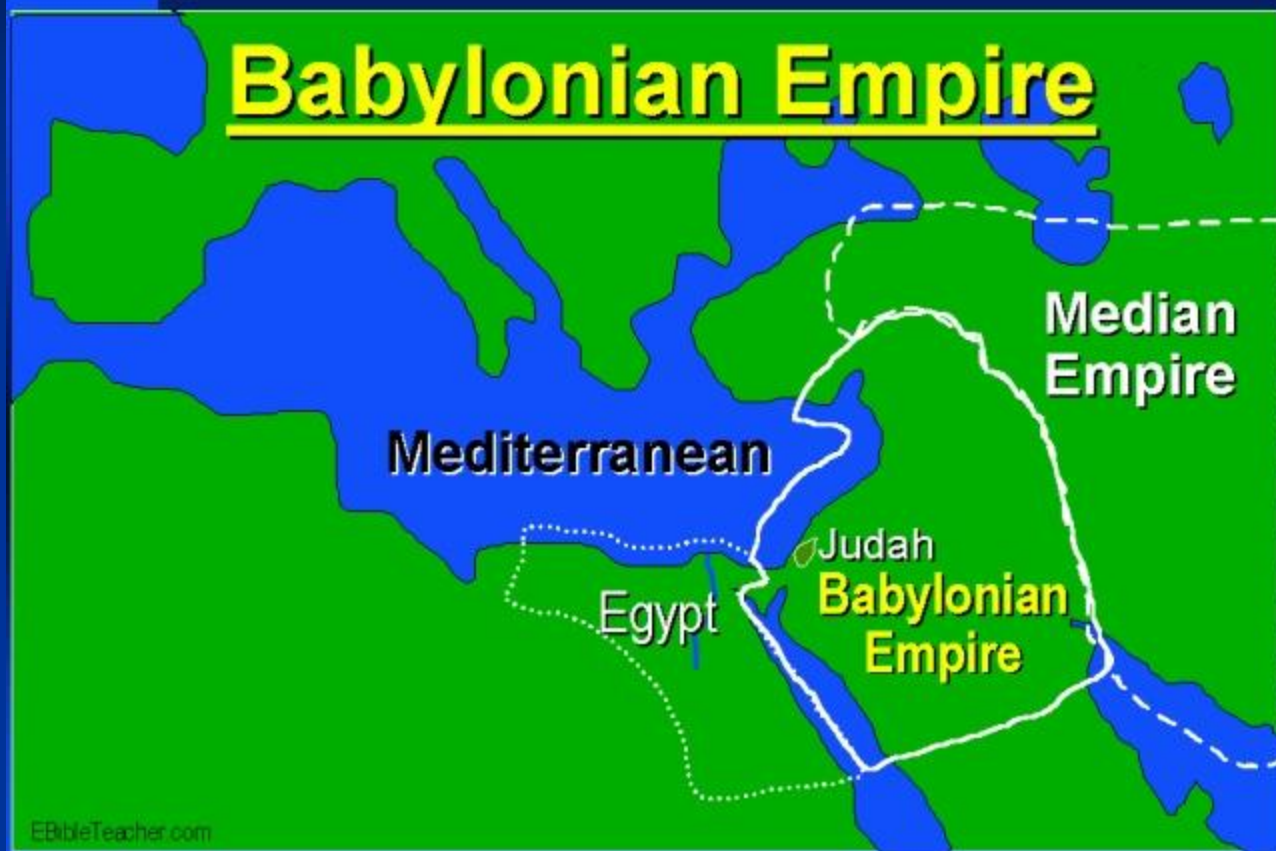 Babylonian Empire
Median
Empire
Mediterranean
Judah
Babylonian
Empire
Egypt
EBibleTeacher.com